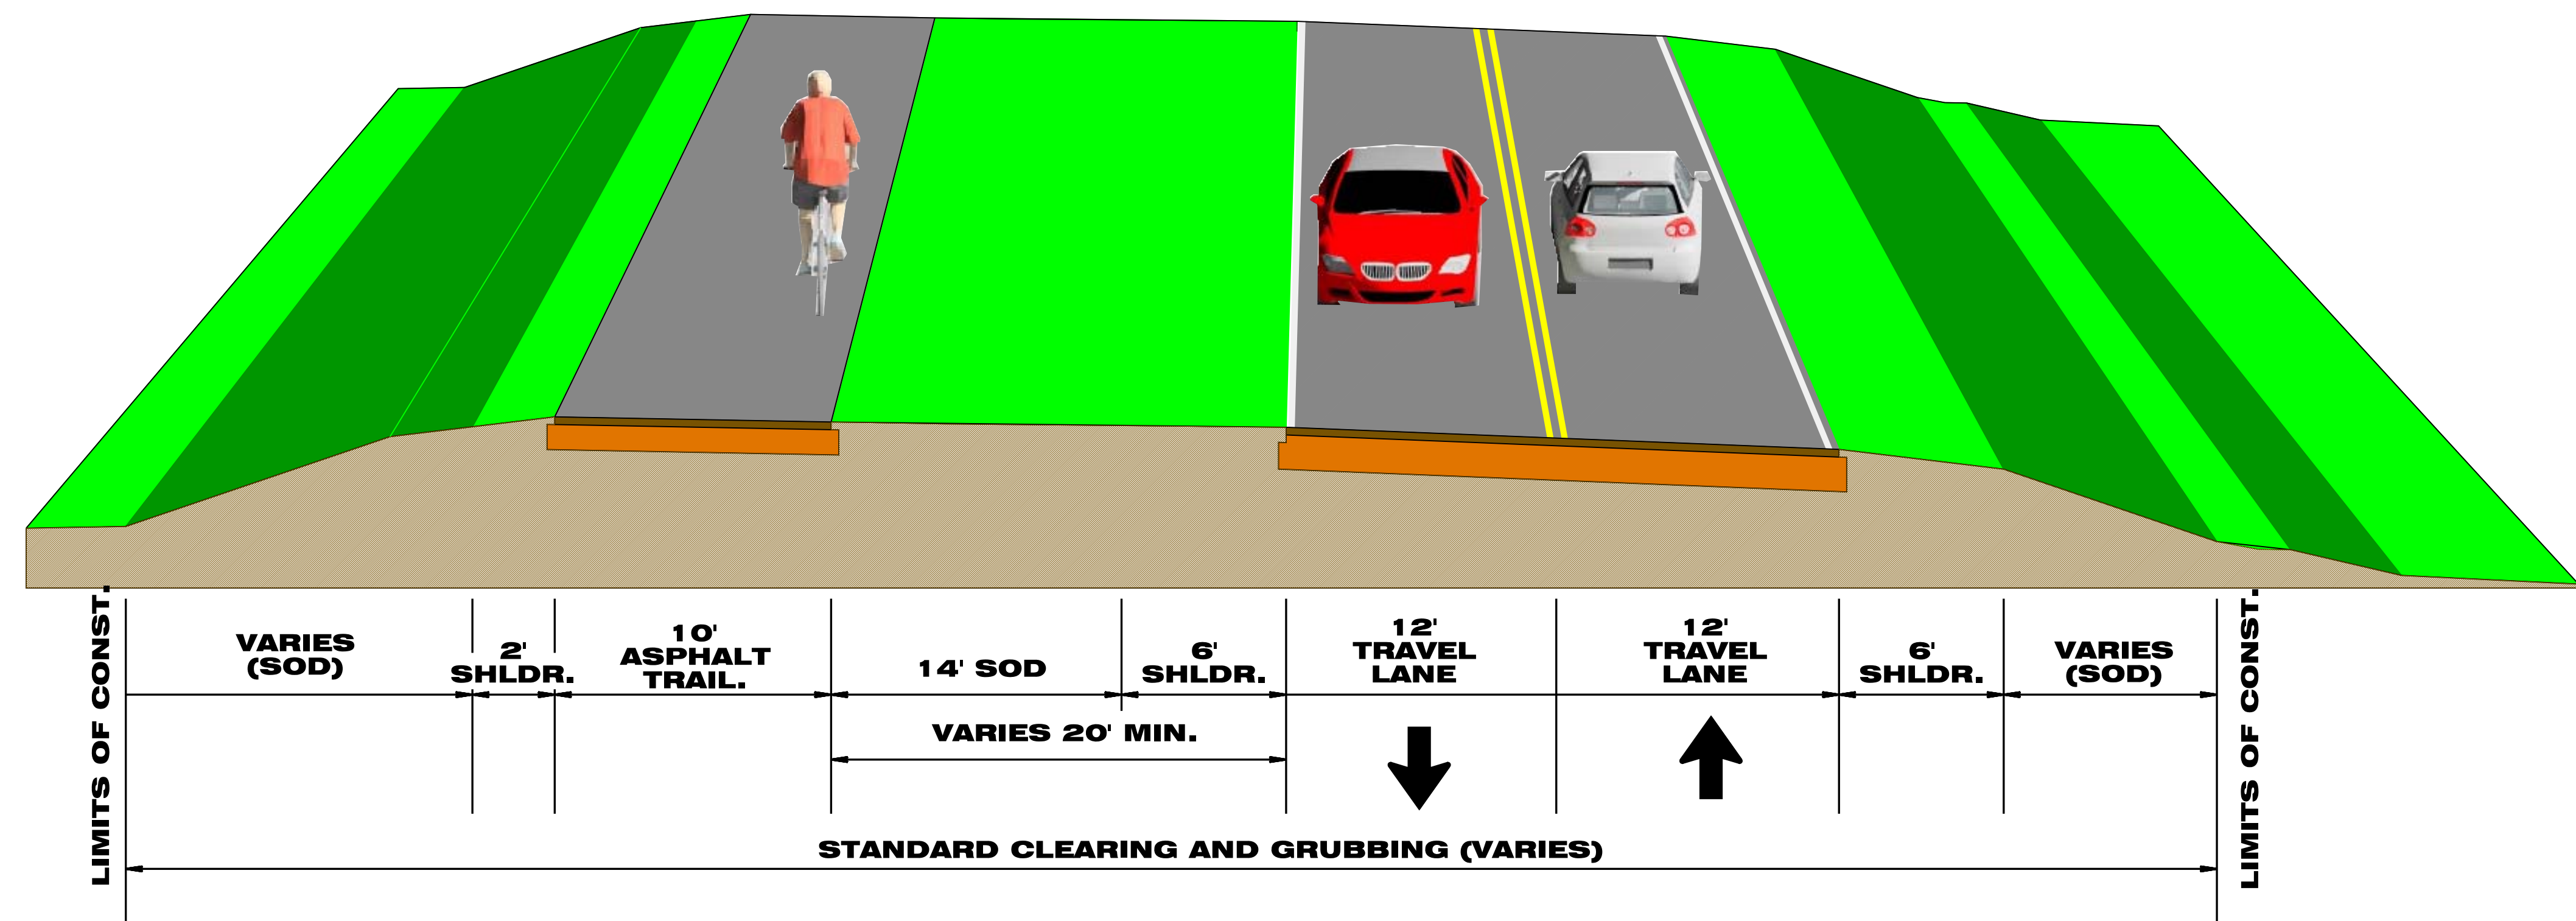 LIMITS OF CONST.
VARIES
(SOD)
2'
SHLDR.
10'
ASPHALT
TRAIL.
14' SOD
6'
SHLDR.
12'
TRAVEL
LANE
12'
TRAVEL
LANE
6'
SHLDR.
VARIES
(SOD)
LIMITS OF CONST.
VARIES 20' MIN.
STANDARD CLEARING AND GRUBBING (VARIES)